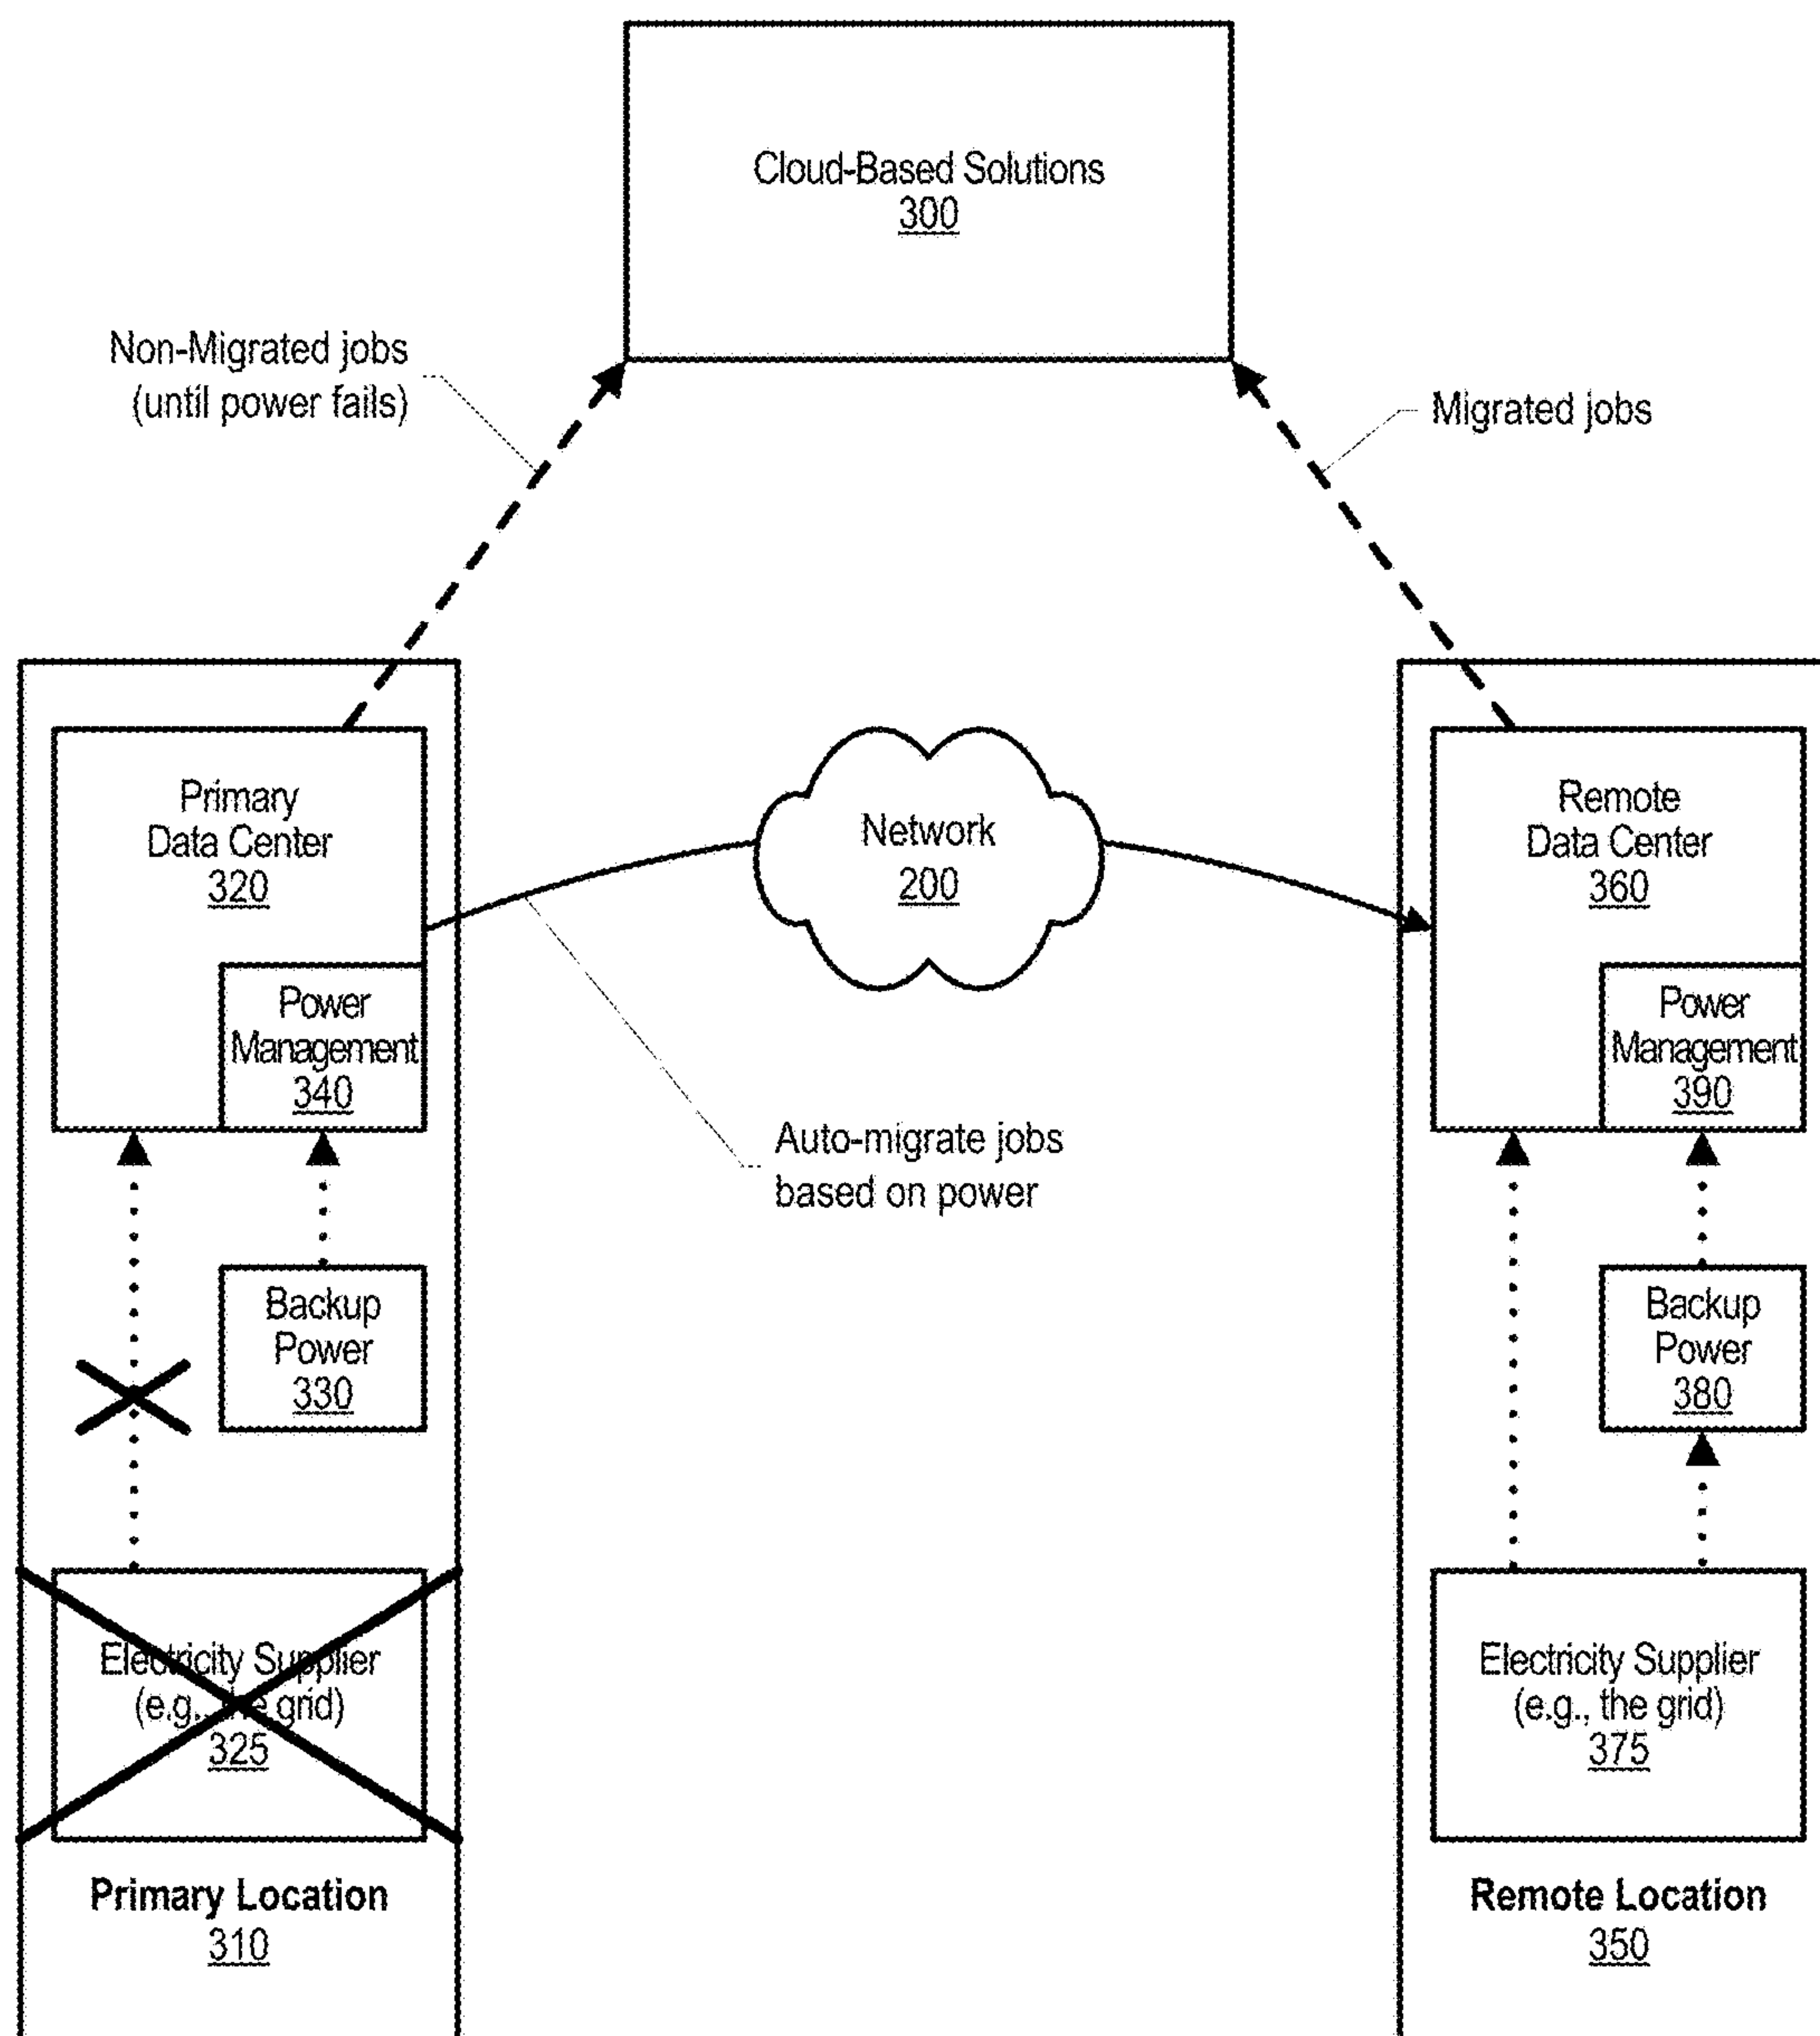 Cloud-Based Solutions
300
Non-Migrated jobs
(until power fails)
Migrated jobs
Primary
Data Center
320
Power
Management
340
Network
200
Remote
Data Center
360
Power
Management
390
Auto-migrate jobs
based on power
Backup
Power
330
Backup
Power
380
Electricity Supplier
(e.g., the grid)
325
Electricity Supplier
(e.g., the grid)
375
Primary Location
310
Remote Location
350